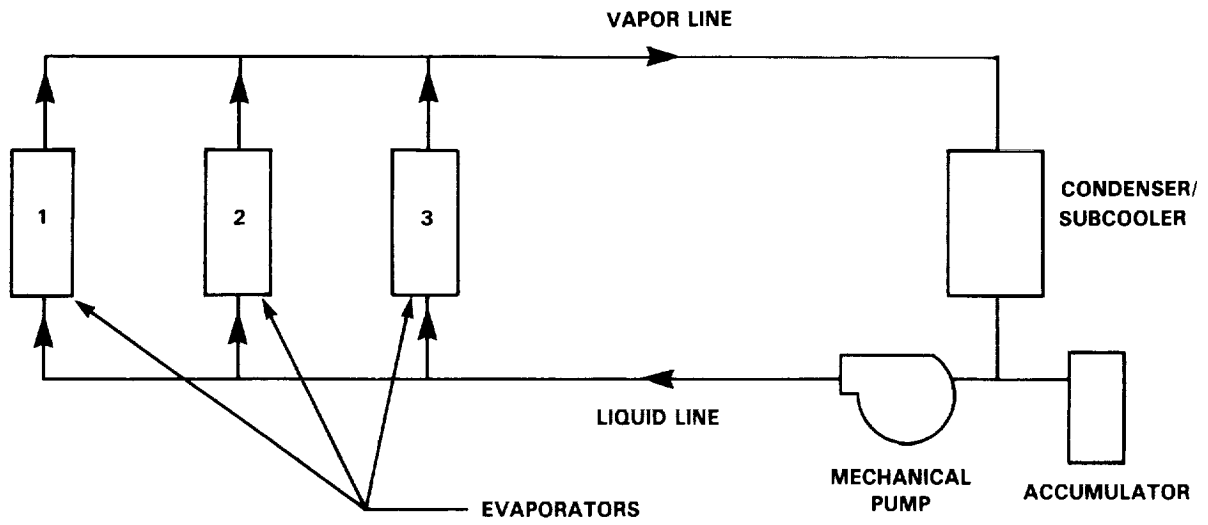 VAPOR LINE
1
2
3
CONDENSER/
SUBCOOLER
LIQUID LINE
MECHANICAL
PUMP
ACCUMULATOR
EVAPORATORS